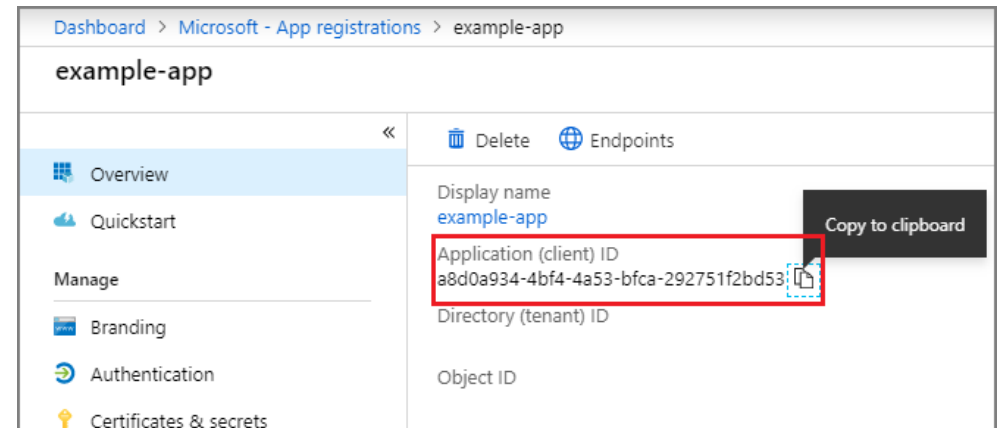 Dashboard > Microsoft - App registrations > example-app
example-app
«
Delete Endpoints
Overview
Quickstart
Manage
Branding
Authentication
Certificates & secrets
Display name
example-app
Copy to clipboard
Application (client) ID
a8d0a934-4bf4-4a53-bfca-292751f2bd53
Directory (tenant) ID
Object ID